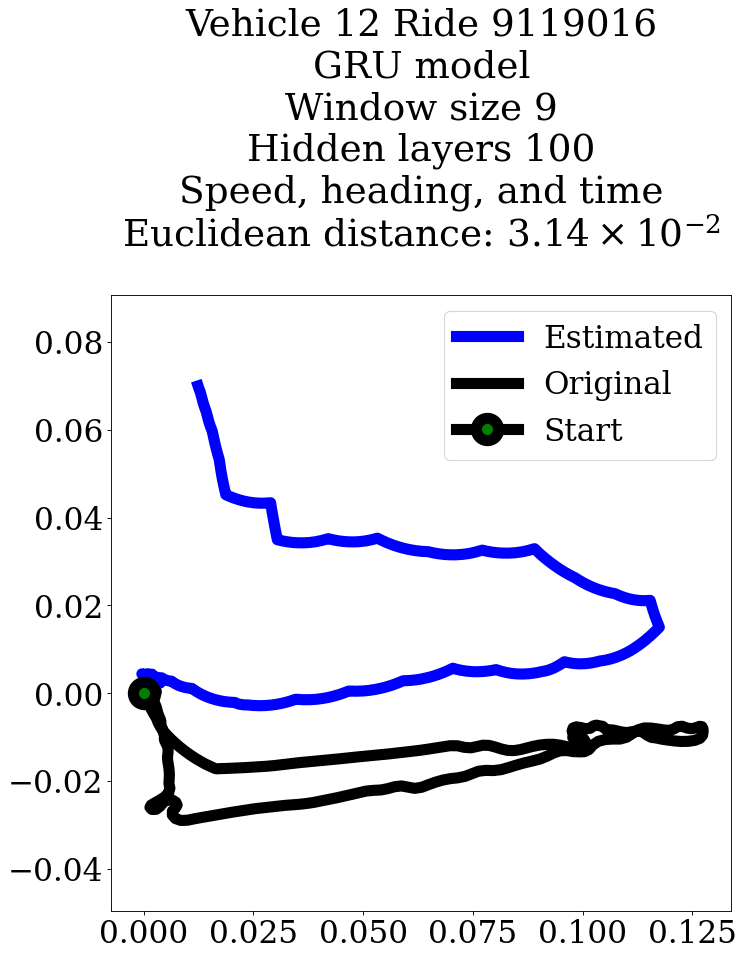 Vehicle 12 Ride 9119016
GRU model
Window size 9
Hidden layers 100
Speed, heading, and time
Euclidean distance: 3.14 × 10⁻²
Estimated
Original
Start
0.08
0.06
0.04
0.02
0.00
−0.02
−0.04
0.000 0.025 0.050 0.075 0.100 0.125